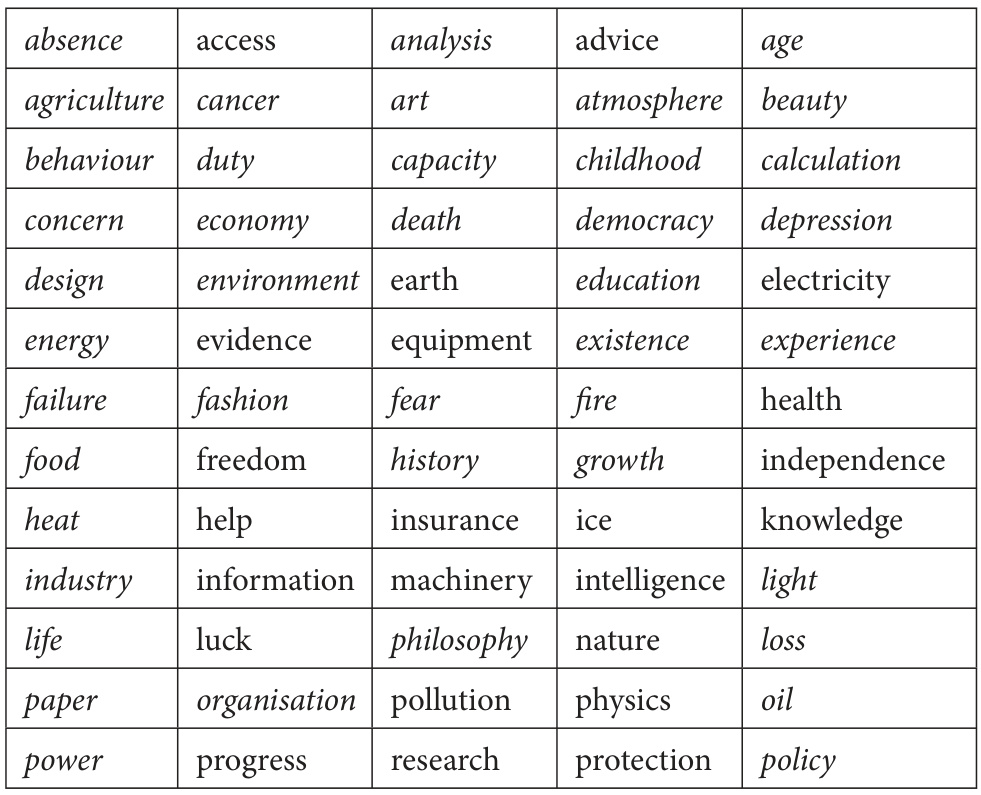 absence access analysis advice age
agriculture cancer art atmosphere beauty
behaviour duty capacity childhood calculation
concern economy death democracy depression
design environment earth education electricity
energy evidence equipment existence experience
failure fashion fear fire health
food freedom history growth independence
heat help insurance ice knowledge
industry information machinery intelligence light
life luck philosophy nature loss
paper organisation pollution physics oil
power progress research protection policy